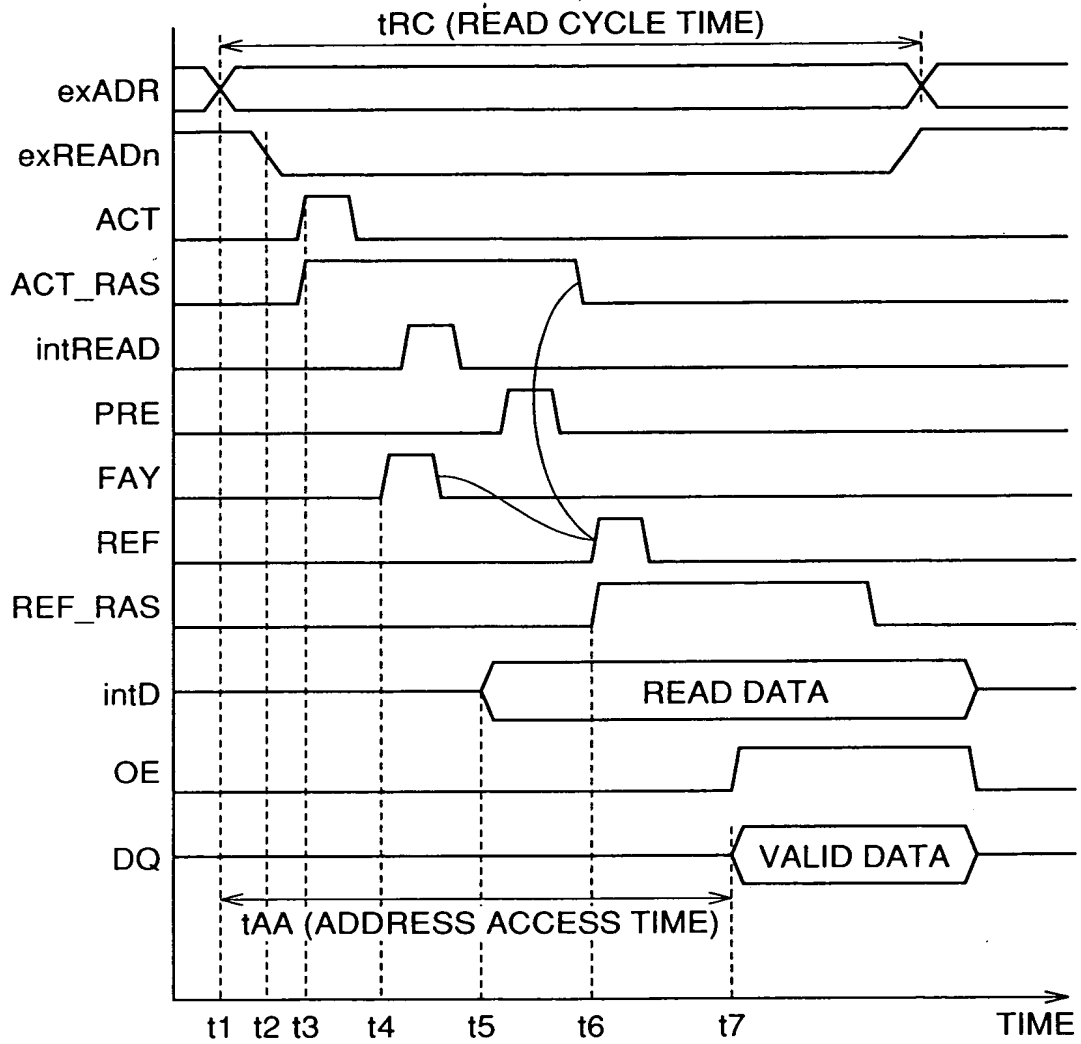 tRC (READ CYCLE TIME)
exADR
exREADn
ACT
ACT_RAS
intREAD
PRE
FAY
REF
REF_RAS
intD READ DATA
OE
DQ VALID DATA
tAA (ADDRESS ACCESS TIME)
t1 t2 t3 t4 t5 t6 t7 TIME